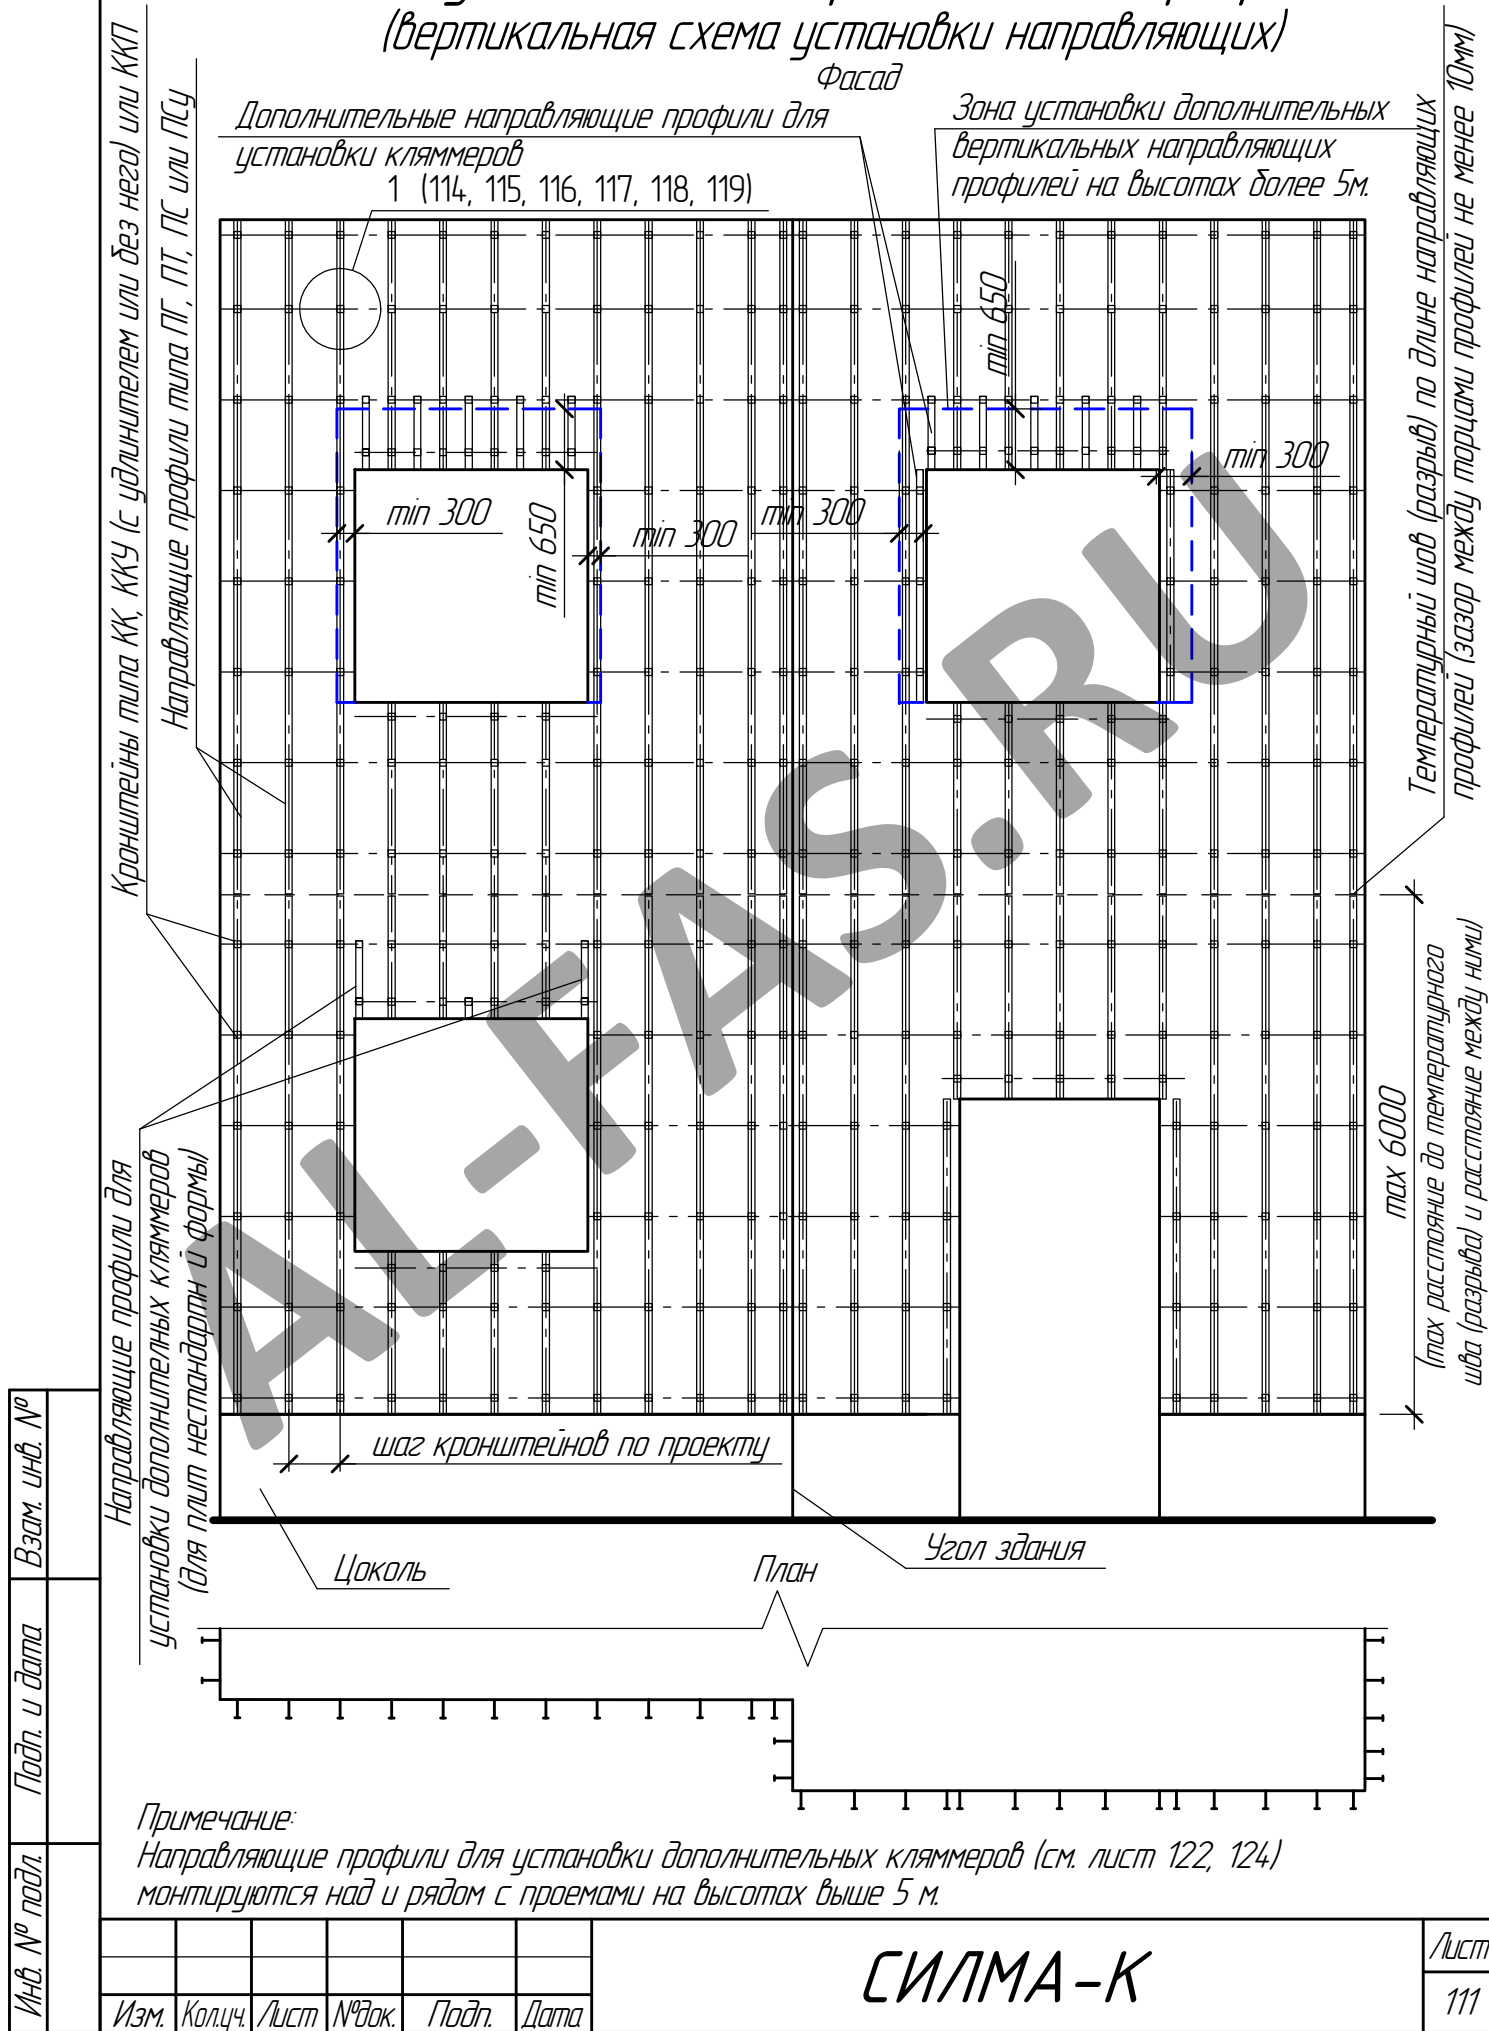 (вертикальная схема установки направляющих)
Фасад
Дополнительные направляющие профили для
установки кляммеров
1 (114, 115, 116, 117, 118, 119)
Зона установки дополнительных
вертикальных направляющих
профилей на высотах более 5м.
Кронштейны типа КК, ККУ (с удлинителем или без него) или ККП
Направляющие профили типа ПГ, ПТ, ПС или ПСу
Температурный шов (разрыв) по длине направляющих
профилей (зазор между торцами профилей не менее 10мм)
min 650
min 300
min 300
min 650
min 300
min 300
AL-FAS.RU
max 6000
(max расстояние до температурного
шва (разрыва) и расстояние между ними)
Направляющие профили для
установки дополнителных кляммеров
(для плит нестандартн й формы)
шаг кронштейнов по проекту
Цоколь
Угол здания
План
Примечание:
Направляющие профили для установки дополнительных кляммеров (см. лист 122, 124)
монтируются над и рядом с проемами на высотах выше 5 м.
Взам. инв. №
Подп. и дата
Инв. № подл.
Изм. Кол.уч. Лист №док. Подп. Дата
СИЛМА-К
Лист
111